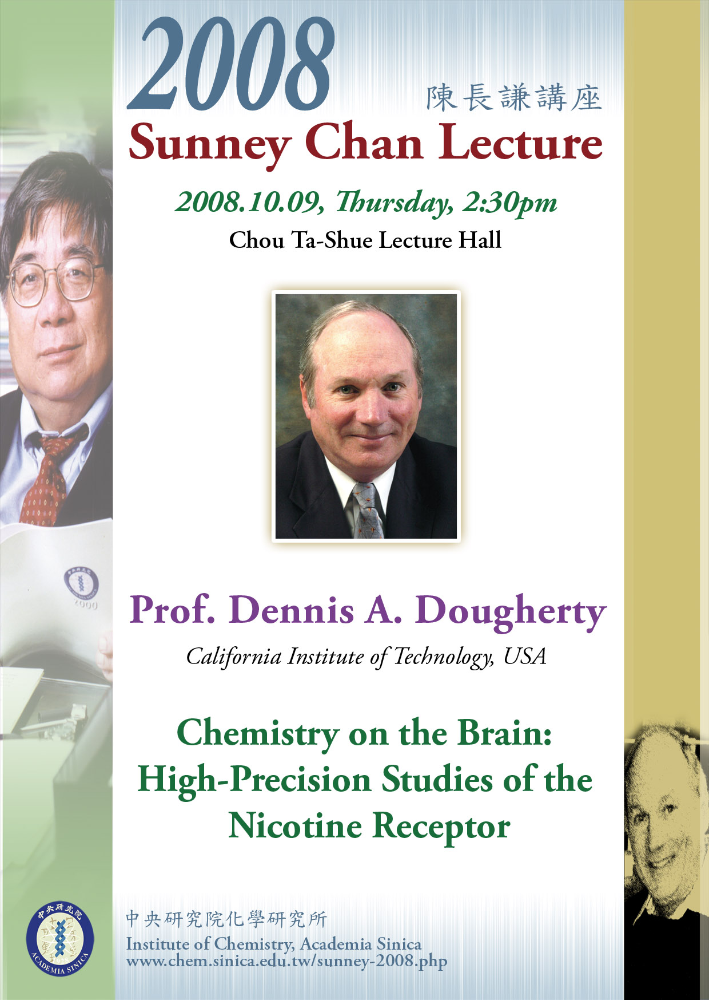 2008
陳長謙講座
Sunney Chan Lecture
2008.10.09, Thursday, 2:30pm
Chou Ta-Shue Lecture Hall
2000
Prof. Dennis A. Dougherty
California Institute of Technology, USA
Chemistry on the Brain:
High-Precision Studies of the
Nicotine Receptor
中央研究院
ACADEMIA SINICA
1928
中央研究院化學研究所
Institute of Chemistry, Academia Sinica
www.chem.sinica.edu.tw/sunney-2008.php